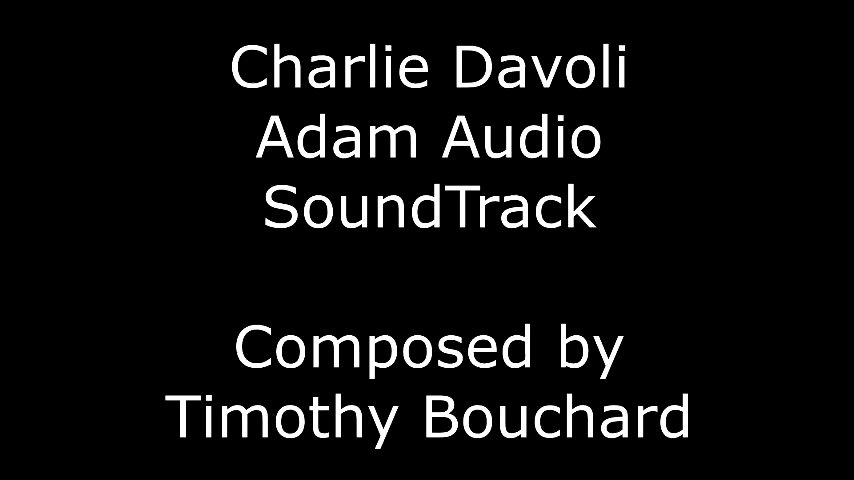 Charlie Davoli
Adam Audio
SoundTrack
Composed by
Timothy Bouchard